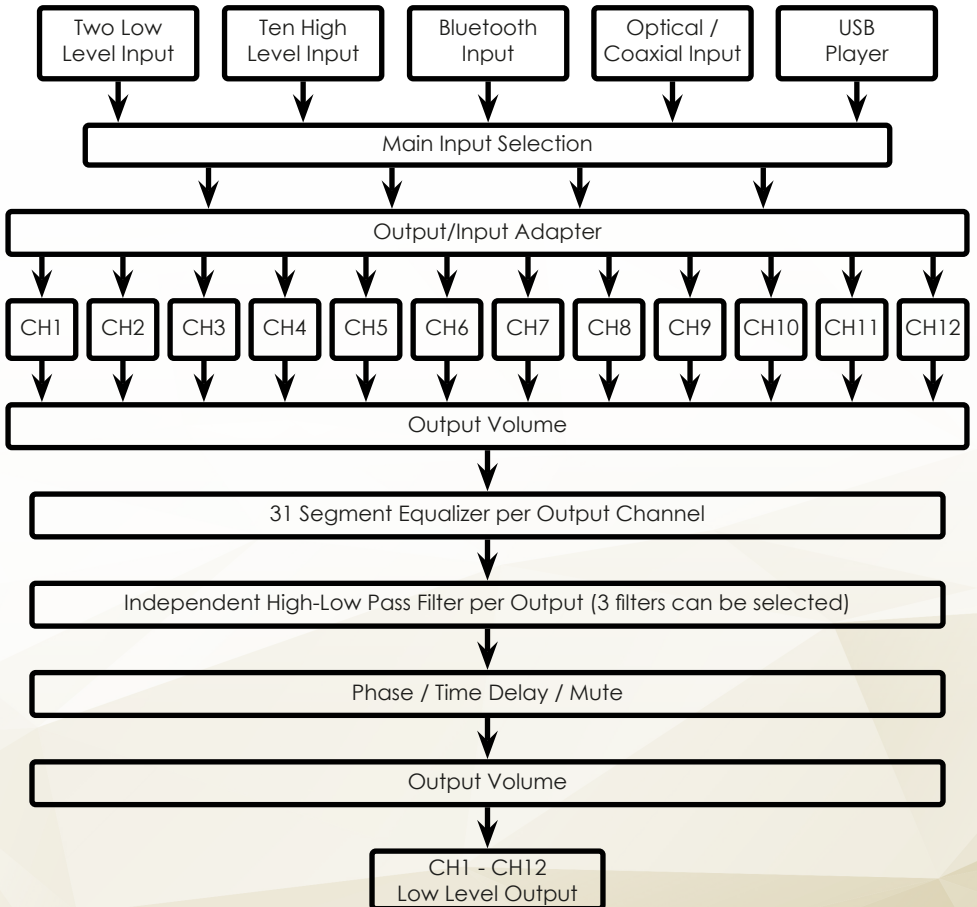 Two Low
Level Input
Ten High
Level Input
Bluetooth
Input
Optical /
Coaxial Input
USB
Player
Main Input Selection
Output/Input Adapter
CH1
CH2
CH3
CH4
CH5
CH6
CH7
CH8
CH9
CH10
CH11
CH12
Output Volume
31 Segment Equalizer per Output Channel
Independent High-Low Pass Filter per Output (3 filters can be selected)
Phase / Time Delay / Mute
Output Volume
CH1 - CH12
Low Level Output